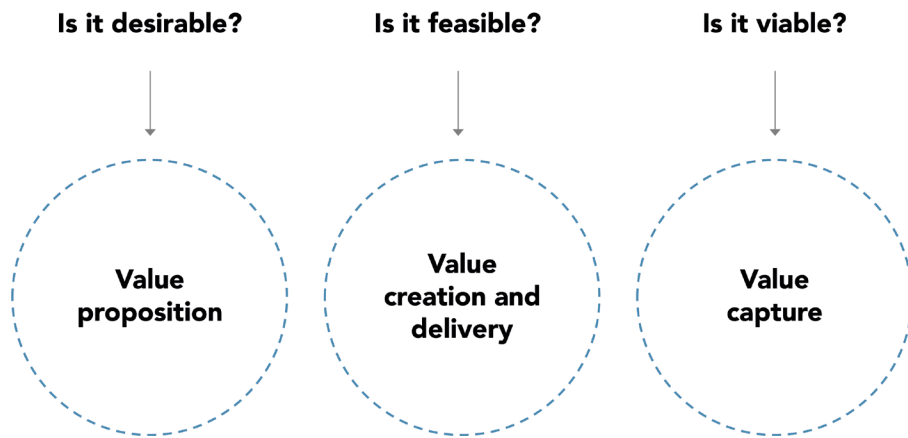 Is it desirable?
Is it feasible?
Is it viable?
Value
proposition
Value
creation and
delivery
Value
capture